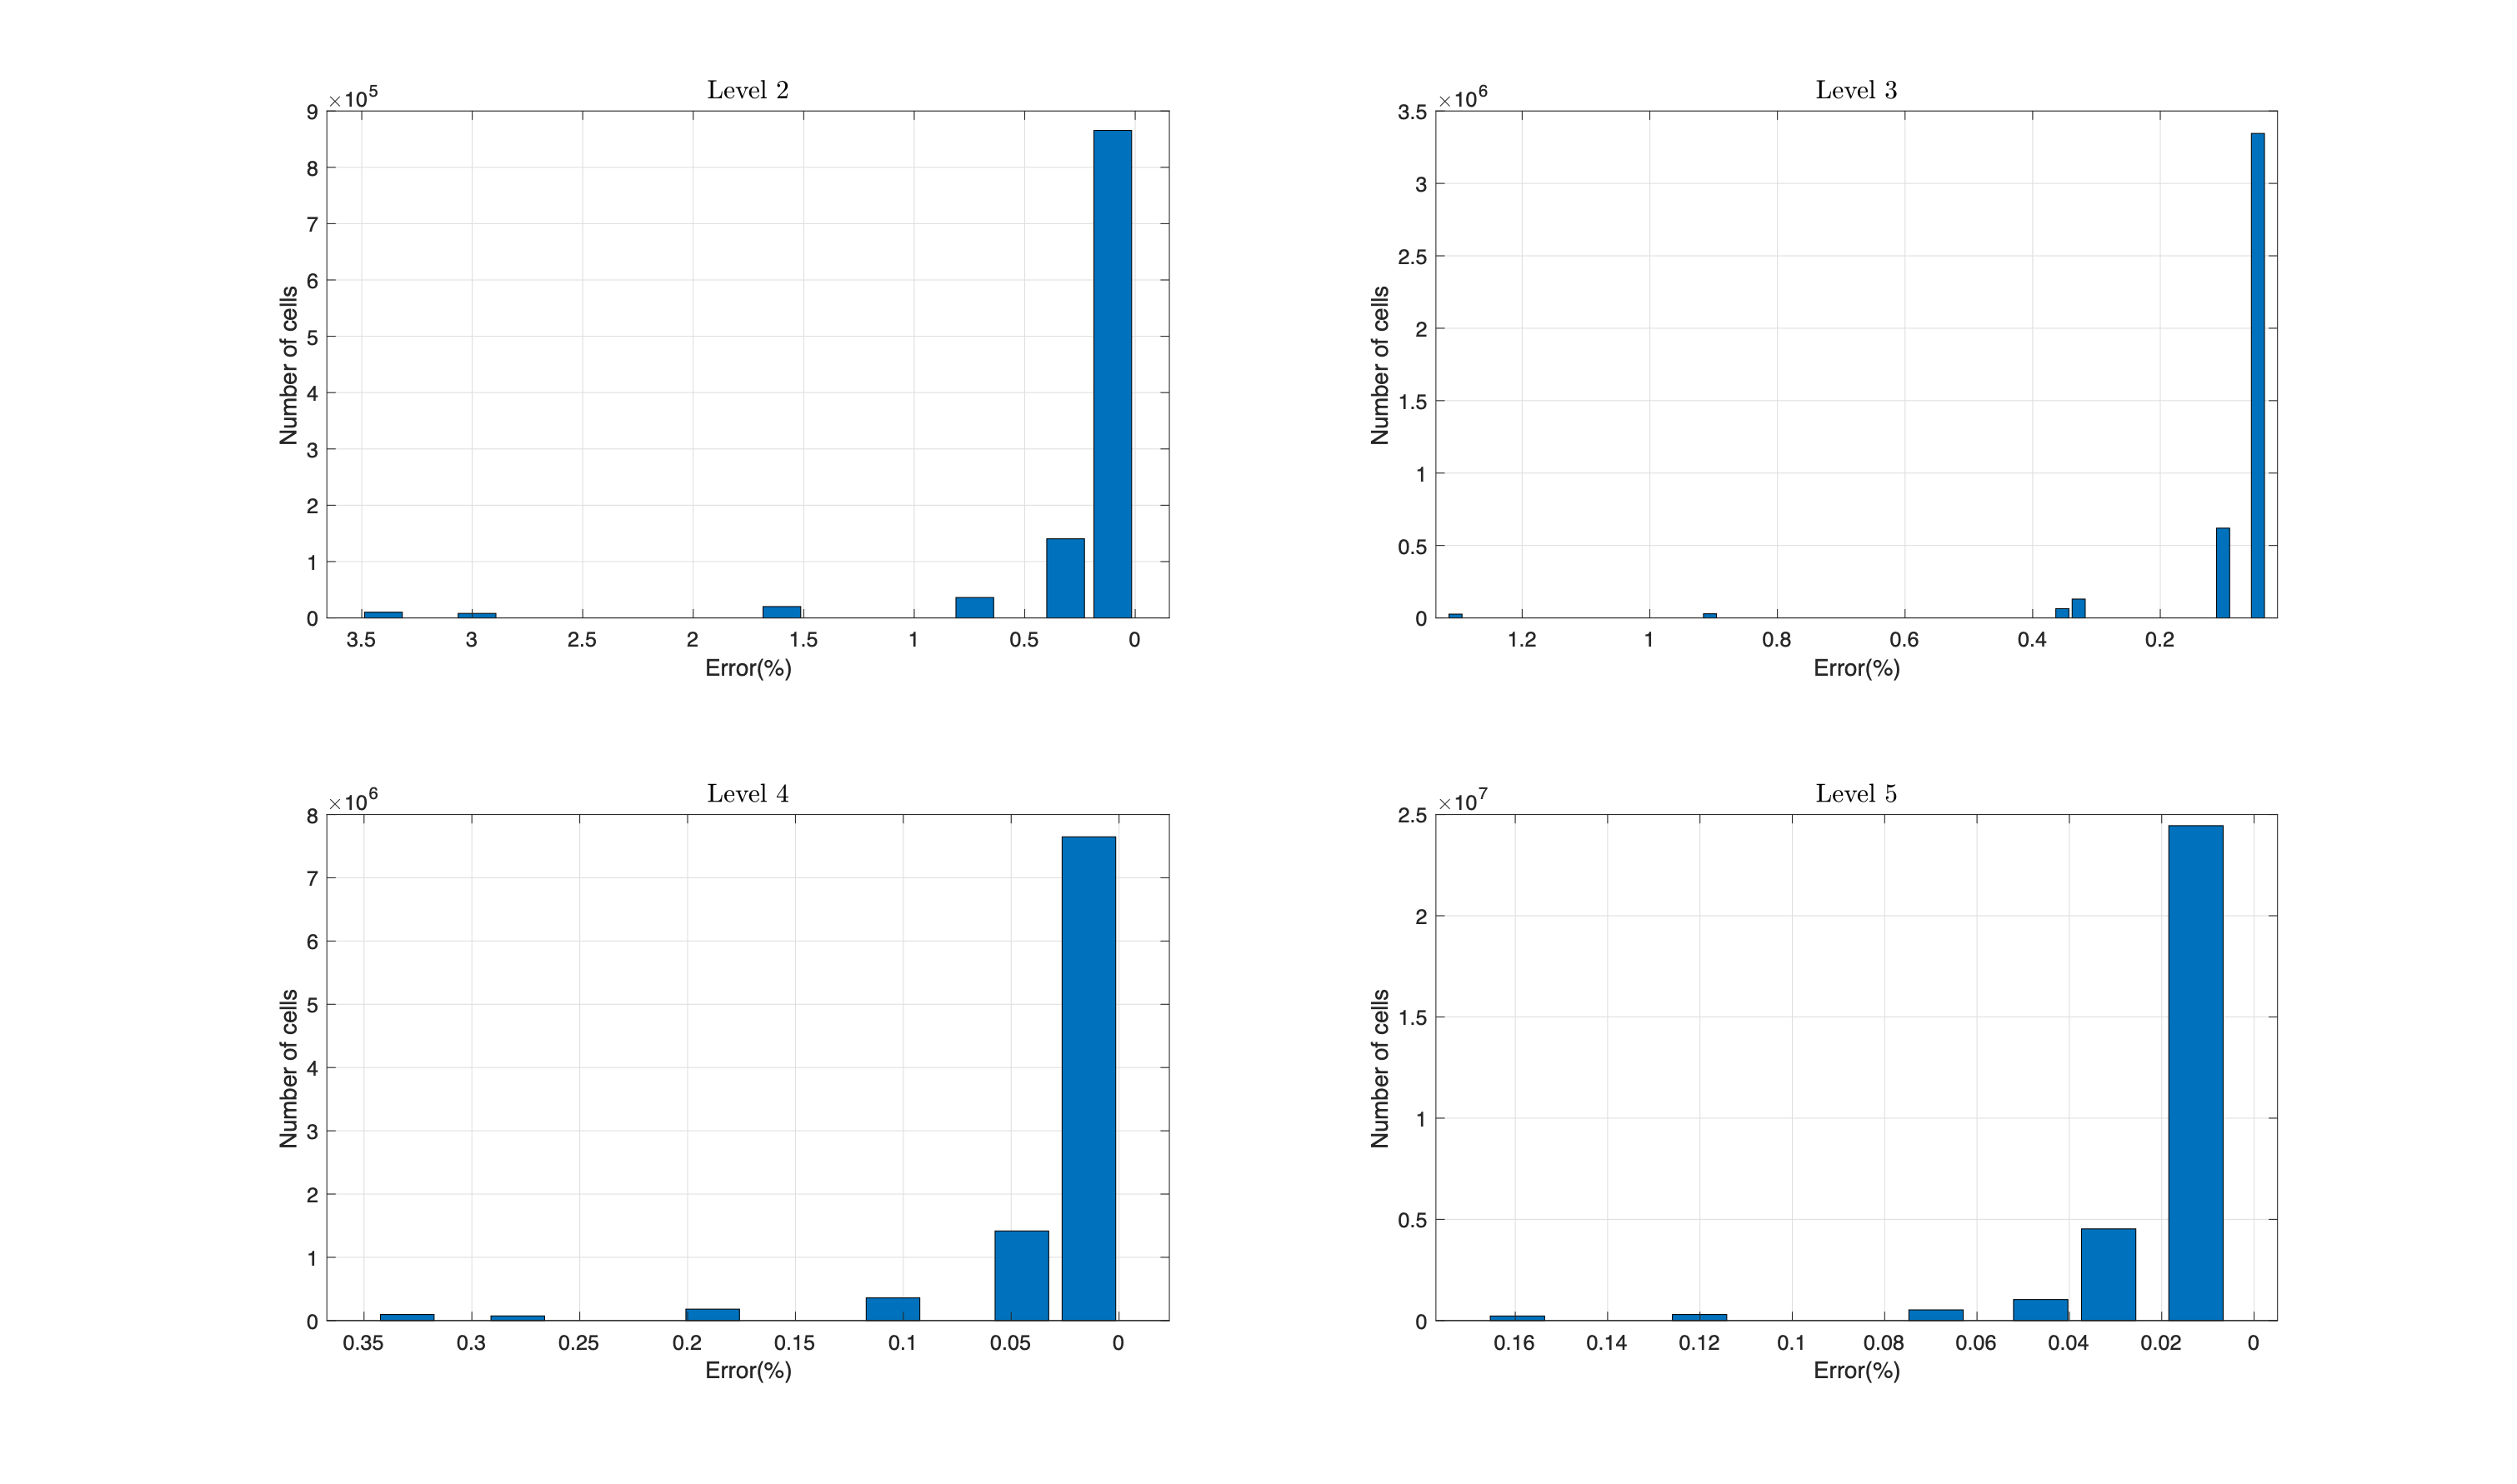 Level 2
×10^5
9
8
7
6
5
4
3
2
1
0
Number of cells
3.5 3 2.5 2 1.5 1 0.5 0
Error(%)
Level 3
×10^6
3.5
3
2.5
2
1.5
1
0.5
0
Number of cells
1.2 1 0.8 0.6 0.4 0.2
Error(%)
Level 4
×10^6
8
7
6
5
4
3
2
1
0
Number of cells
0.35 0.3 0.25 0.2 0.15 0.1 0.05 0
Error(%)
Level 5
×10^7
2.5
2
1.5
1
0.5
0
Number of cells
0.16 0.14 0.12 0.1 0.08 0.06 0.04 0.02 0
Error(%)